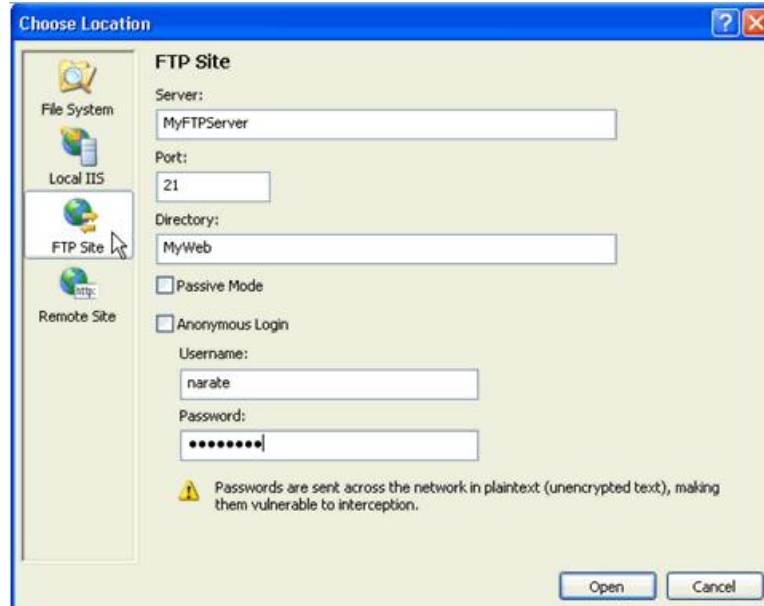 Choose Location
File System
Local IIS
FTP Site
http:
Remote Site
FTP Site
Server:
MyFTPServer
Port:
21
Directory:
MyWeb
Passive Mode
Anonymous Login
Username:
narate
Password:
••••••••
Passwords are sent across the network in plaintext (unencrypted text), making
them vulnerable to interception.
Open
Cancel